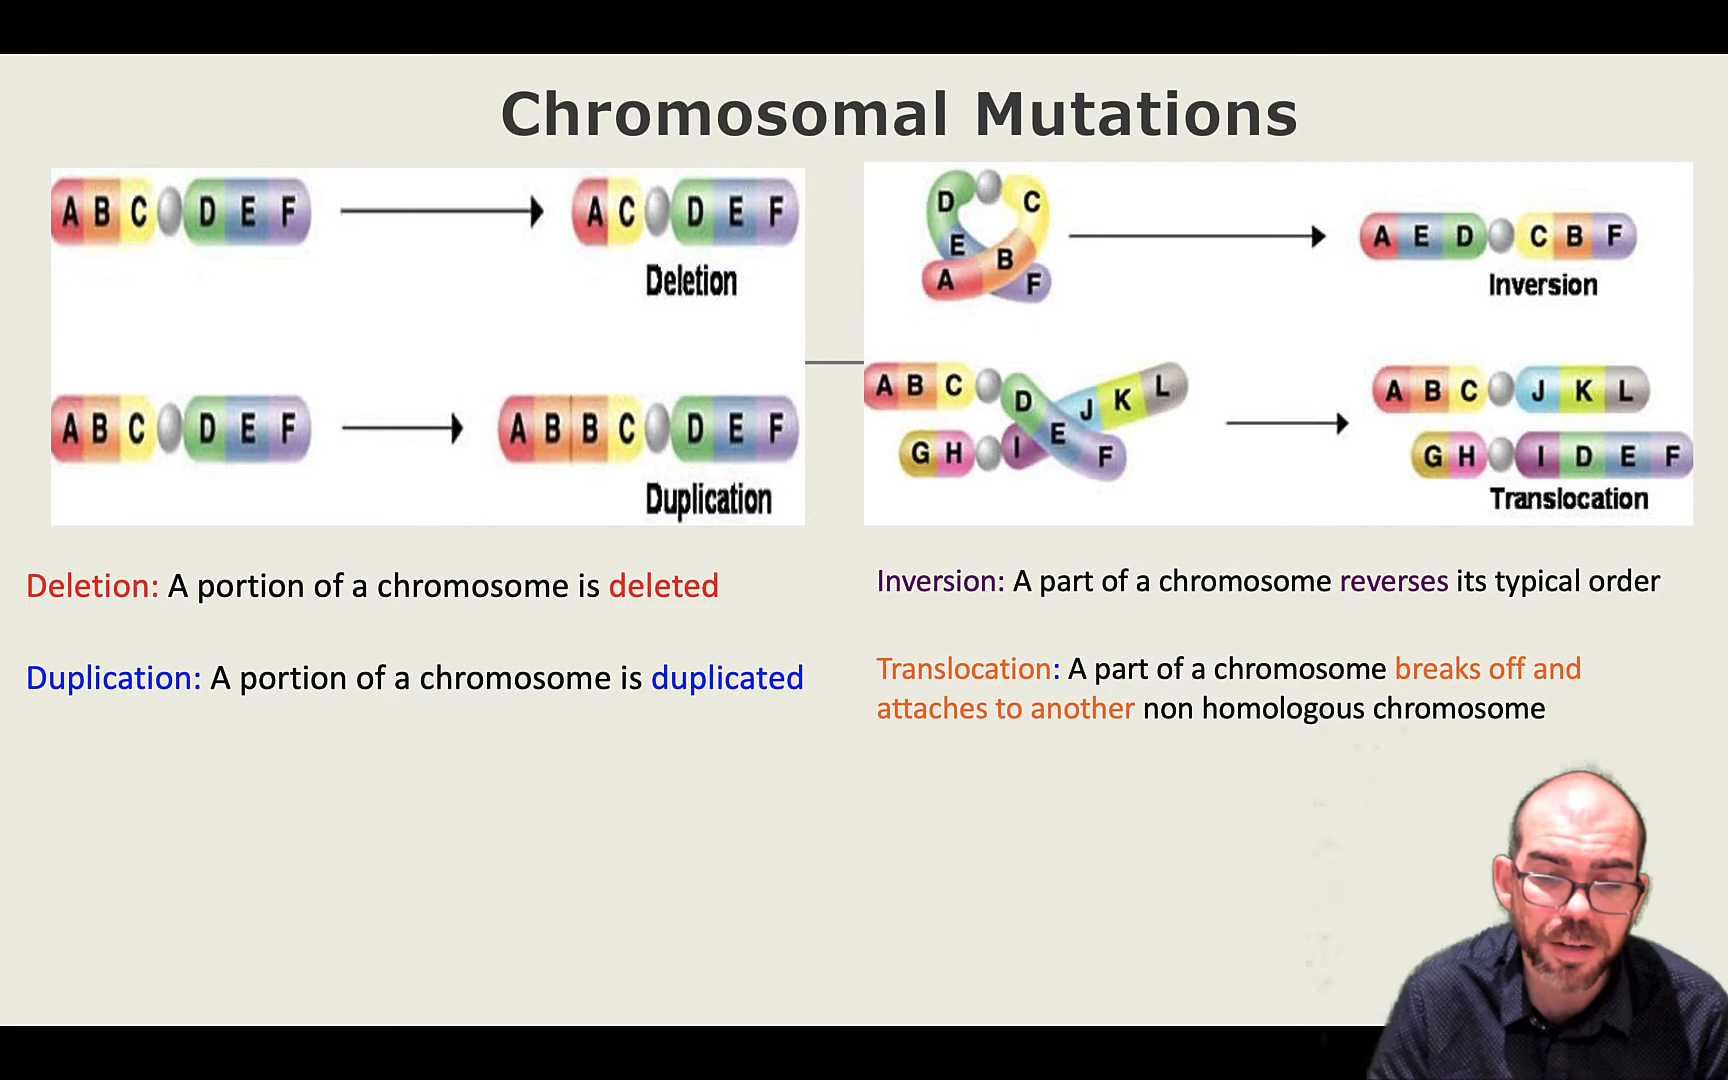 Chromosomal Mutations
A B C D E F
A C D E F
Deletion
A B C D E F
A B B C D E F
Duplication
D C
E B
A F
A E D C B F
Inversion
A B C D J K L
G H I E F
A B C J K L
G H I D E F
Translocation
Deletion: A portion of a chromosome is deleted
Duplication: A portion of a chromosome is duplicated
Inversion: A part of a chromosome reverses its typical order
Translocation: A part of a chromosome breaks off and
attaches to another non homologous chromosome